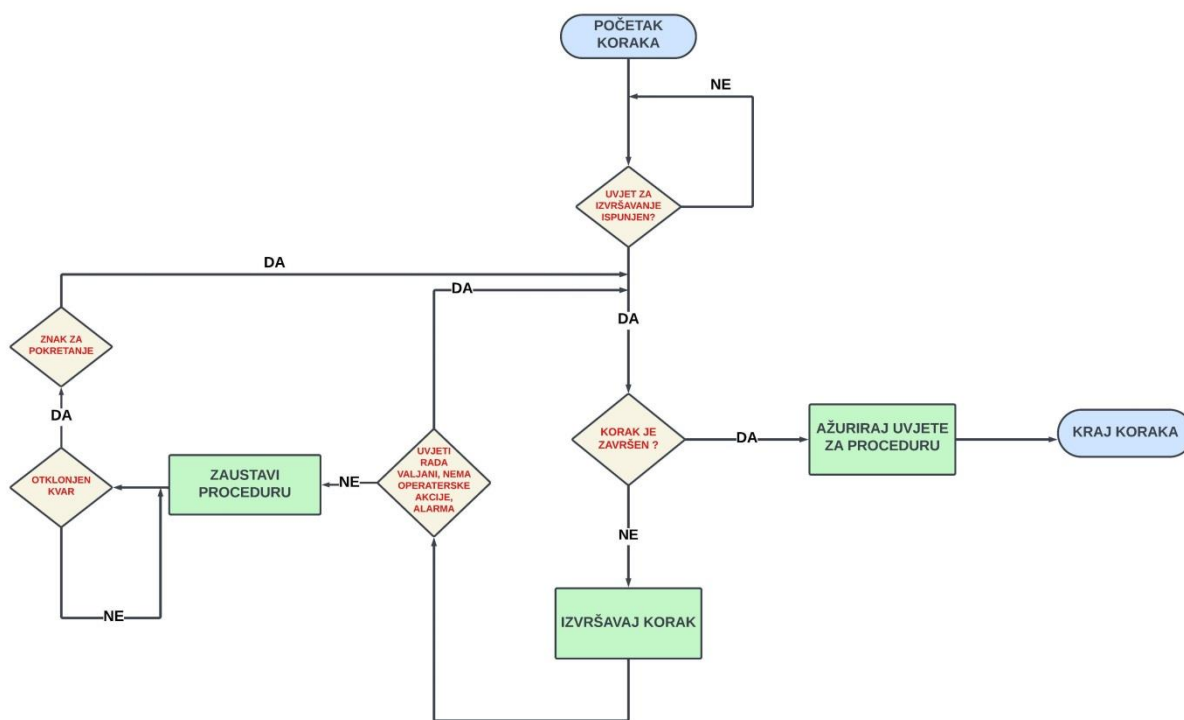 POČETAK
KORAKA
NE
UVJET ZA
IZVRŠAVANJE
ISPUNJEN?
DA
DA
DA
ZNAK ZA
POKRETANJE
DA
KORAK JE
ZAVRŠEN ?
DA
AŽURIRAJ UVJETE
ZA PROCEDURU
KRAJ KORAKA
UVJETI
RADA
VALJANI, NEMA
OPERATERSKE
AKCIJE,
ALARMA
NE
ZAUSTAVI
PROCEDURU
OTKLONJEN
KVAR
NE
NE
IZVRŠAVAJ KORAK